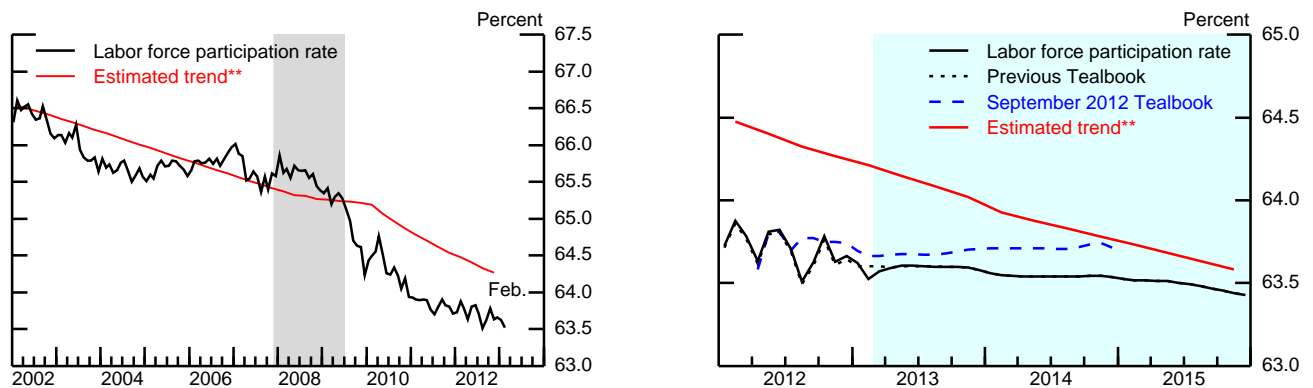 Percent
67.5
67.0
66.5
66.0
65.5
65.0
64.5
64.0
63.5
63.0
Labor force participation rate
Estimated trend**
Feb.
2002 2004 2006 2008 2010 2012
Percent
65.0
64.5
64.0
63.5
63.0
Labor force participation rate
Previous Tealbook
September 2012 Tealbook
Estimated trend**
2012 2013 2014 2015